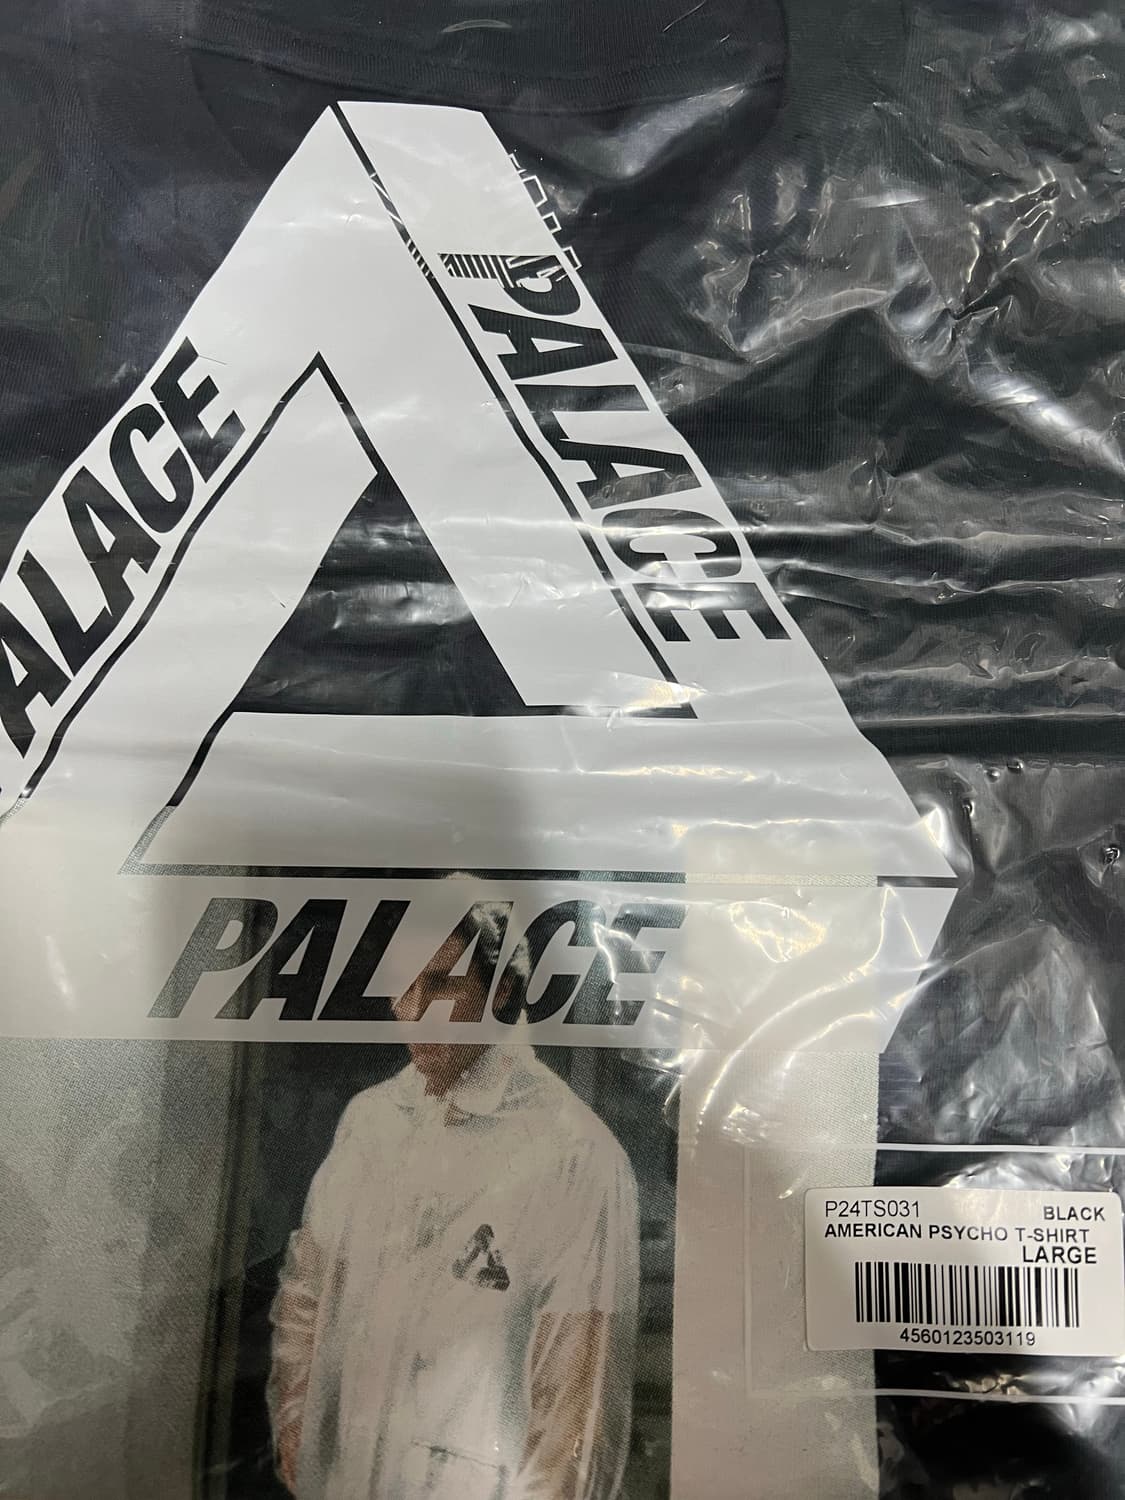 PALACE
PALACE
PALACE
P24TS031
BLACK
AMERICAN PSYCHO T-SHIRT
LARGE
4560123503119